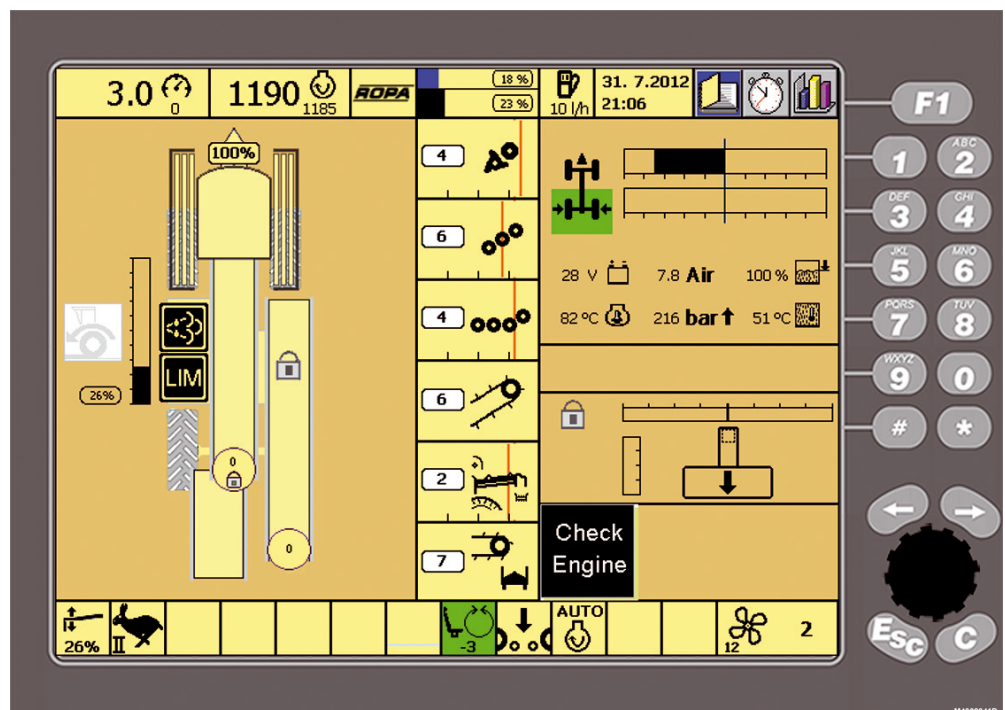 3.0
0
1190
1185
ROPA
18 %
23 %
10 l/h
31. 7.2012
21:06
F1
100%
4
6
4
6
2
7
28 V
7.8 Air
100 %
82 °C
216 bar
51 °C
26%
LIM
0
0
Check
Engine
26%
II
-3
AUTO
12
2
1
ABC
2
DEF
3
GHI
4
JKL
5
MNO
6
PQRS
7
TUV
8
WXYZ
9
0
#
*
Esc
C